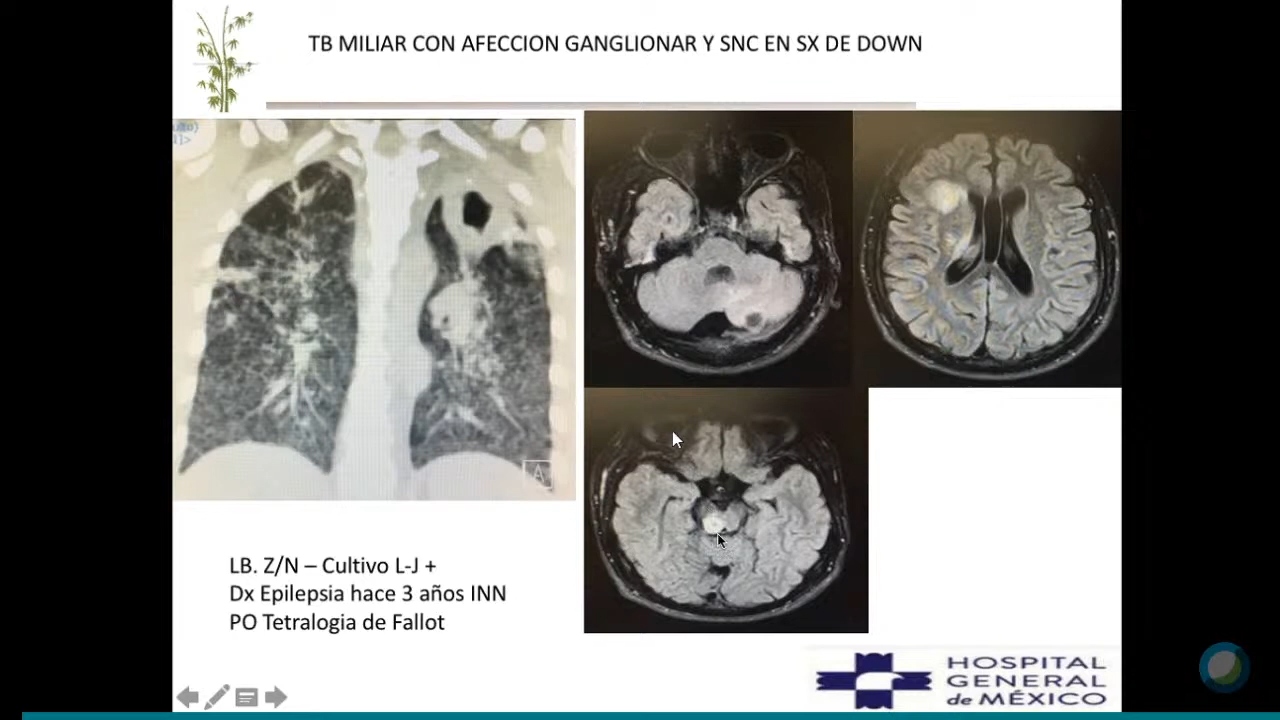 TB MILIAR CON AFECCION GANGLIONAR Y SNC EN SX DE DOWN
A
LB. Z/N – Cultivo L-J +
Dx Epilepsia hace 3 años INN
PO Tetralogia de Fallot
HOSPITAL
GENERAL
de MÉXICO